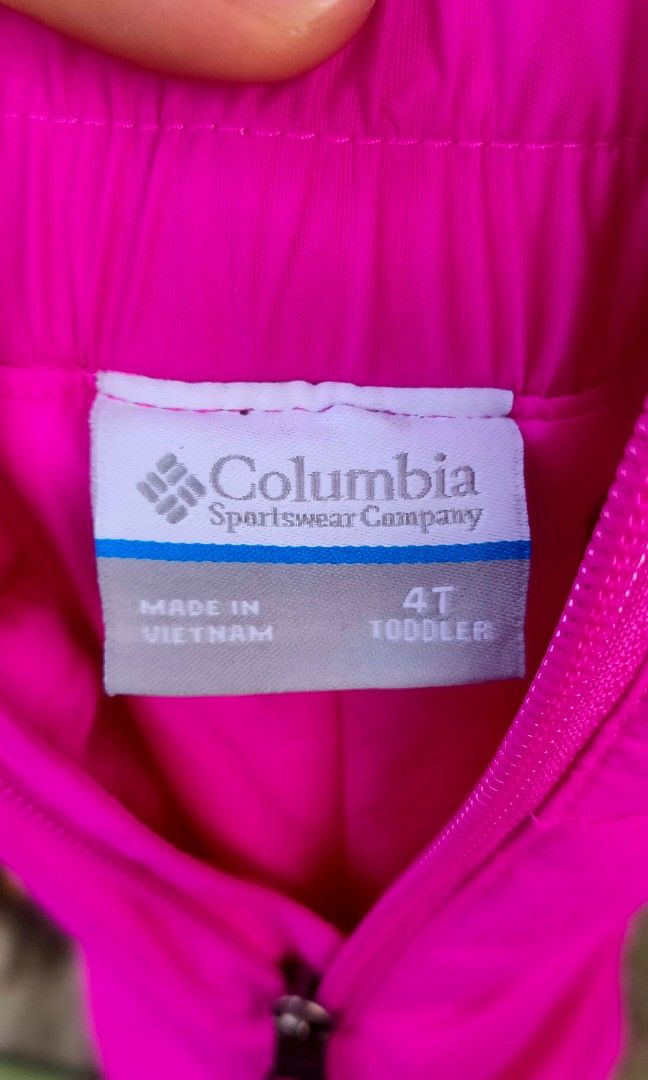 Columbia
Sportswear Company
MADE IN
VIETNAM
4T
TODDLER